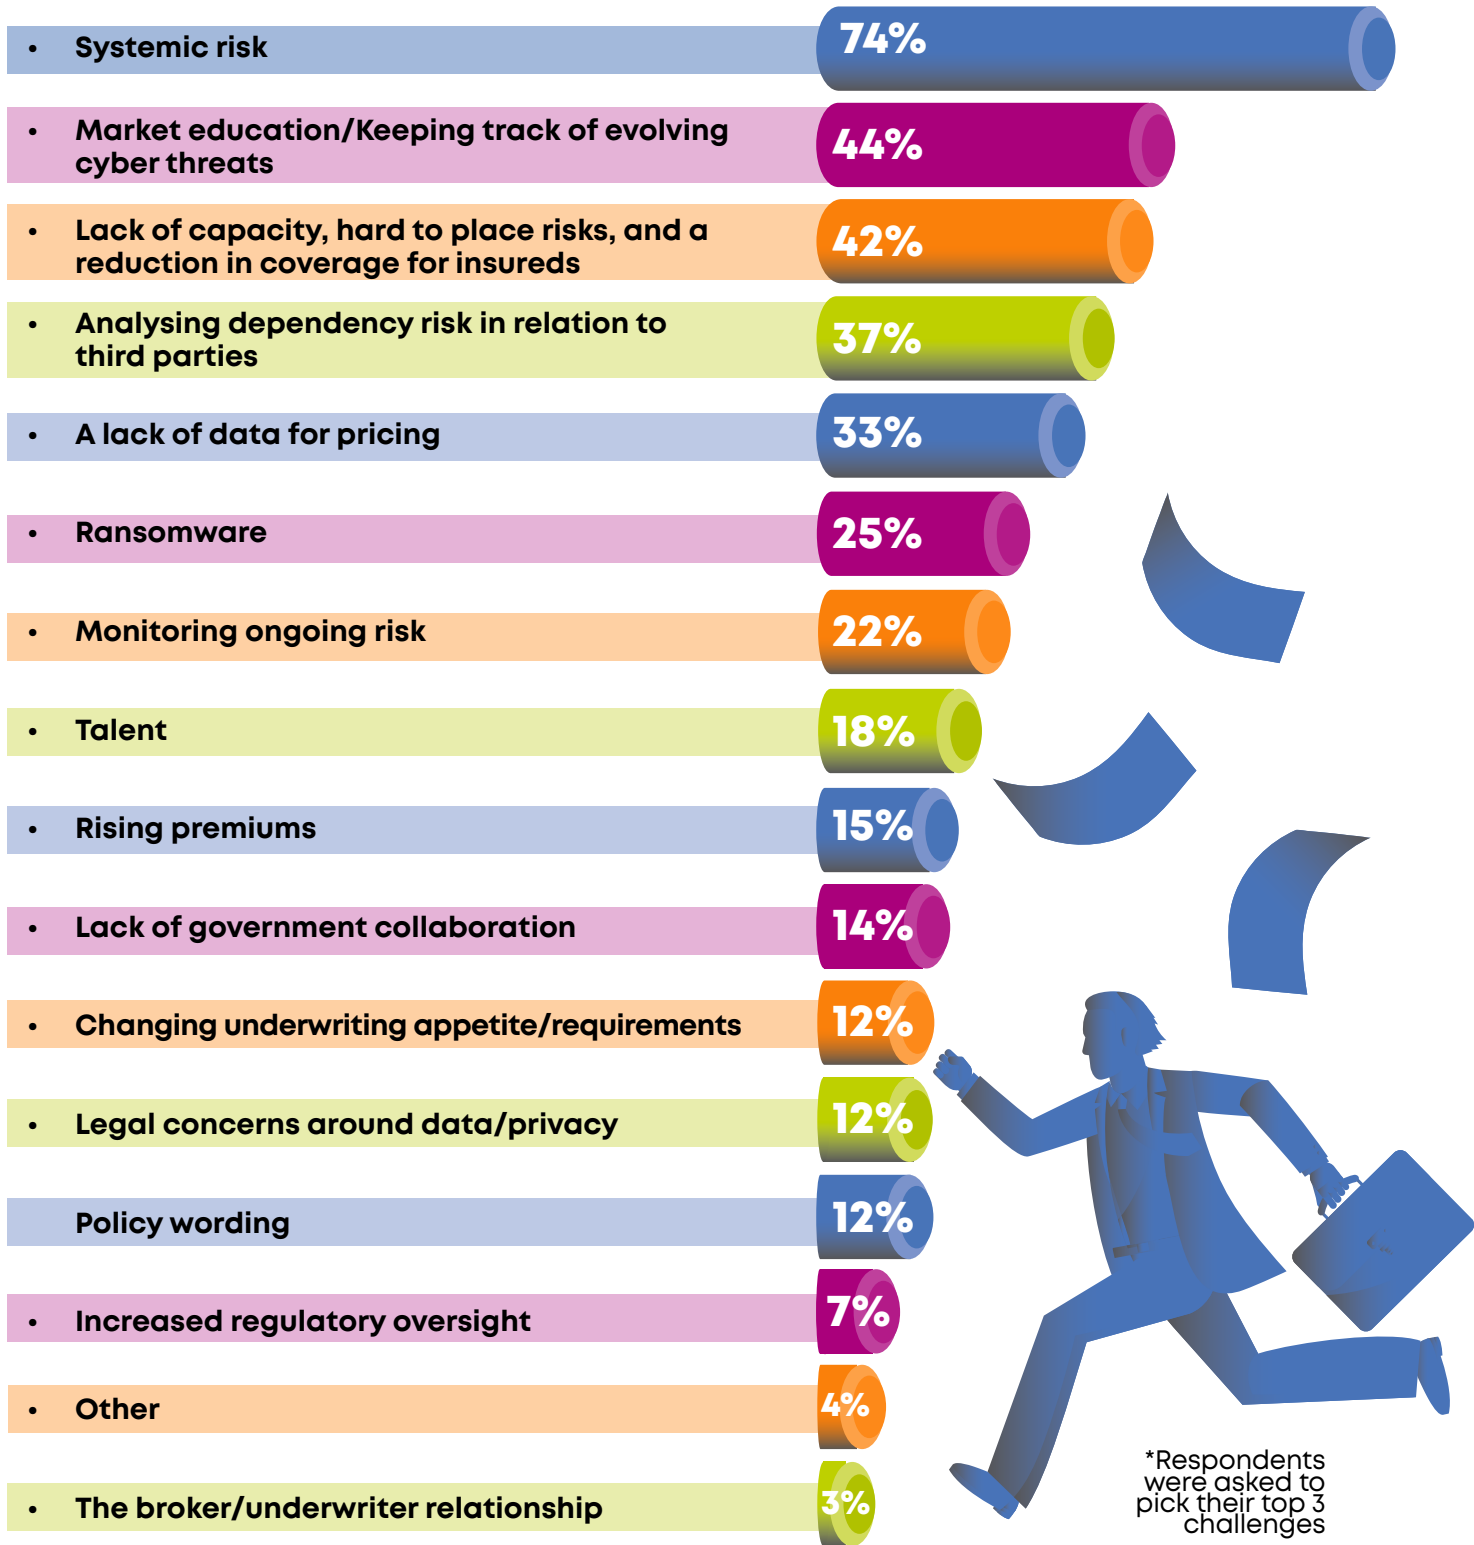 • Systemic risk 74%
• Market education/Keeping track of evolving
cyber threats 44%
• Lack of capacity, hard to place risks, and a
reduction in coverage for insureds 42%
• Analysing dependency risk in relation to
third parties 37%
• A lack of data for pricing 33%
• Ransomware 25%
• Monitoring ongoing risk 22%
• Talent 18%
• Rising premiums 15%
• Lack of government collaboration 14%
• Changing underwriting appetite/requirements 12%
• Legal concerns around data/privacy 12%
Policy wording 12%
• Increased regulatory oversight 7%
• Other 4%
• The broker/underwriter relationship 3%
*Respondents
were asked to
pick their top 3
challenges